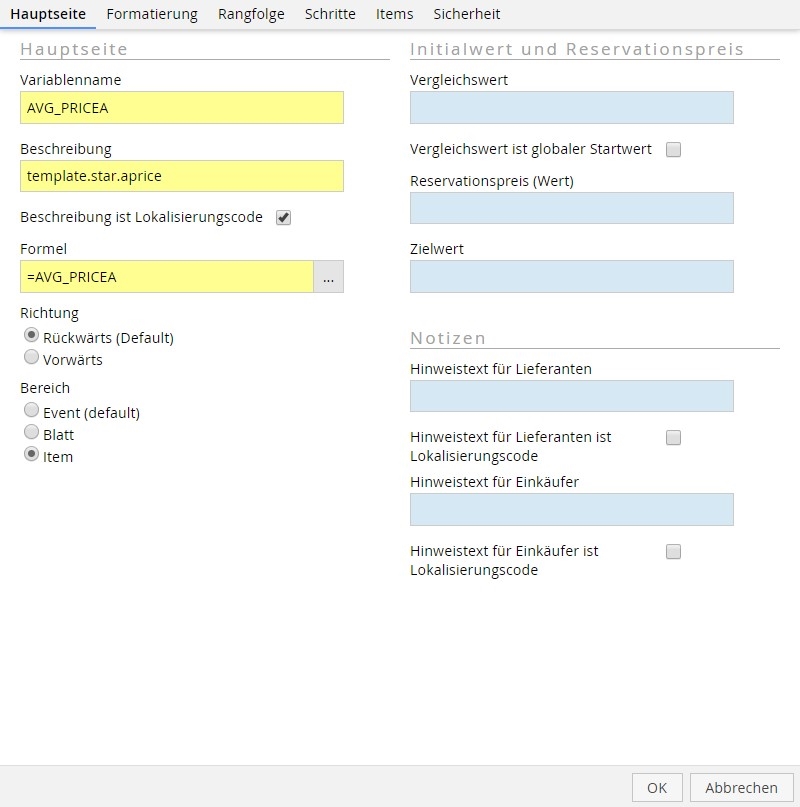 Hauptseite Formatierung Rangfolge Schritte Items Sicherheit
Hauptseite
Variablenname
AVG_PRICEA
Beschreibung
template.star.aprice
Beschreibung ist Lokalisierungscode
Formel
=AVG_PRICEA ...
Richtung
Rückwärts (Default)
Vorwärts
Bereich
Event (default)
Blatt
Item
Initialwert und Reservationspreis
Vergleichswert
Vergleichswert ist globaler Startwert
Reservationspreis (Wert)
Zielwert
Notizen
Hinweistext für Lieferanten
Hinweistext für Lieferanten ist
Lokalisierungscode
Hinweistext für Einkäufer
Hinweistext für Einkäufer ist
Lokalisierungscode
OK Abbrechen